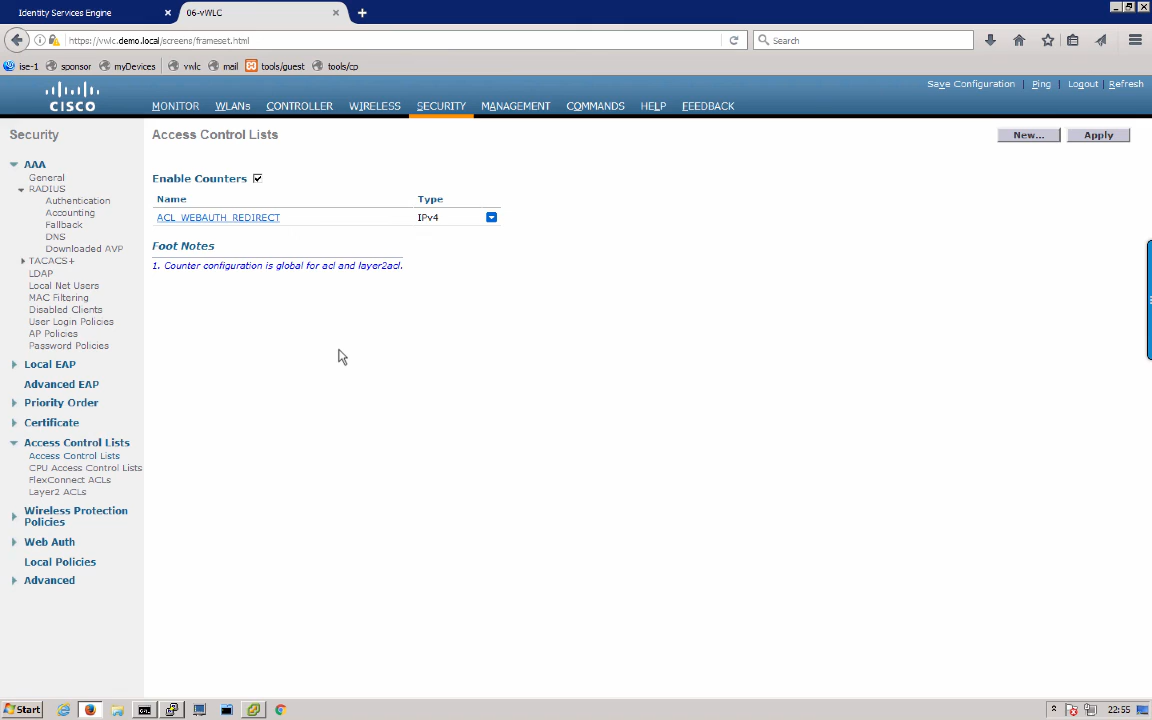 Identity Services Engine
06-vWLC
https://vwlc.demo.local/screens/frameset.html
Search
ise-1
sponsor
myDevices
vwlc
mail
tools/guest
tools/cp
Save Configuration
Ping
Logout
Refresh
CISCO
MONITOR
WLANs
CONTROLLER
WIRELESS
SECURITY
MANAGEMENT
COMMANDS
HELP
FEEDBACK
Security
AAA
General
RADIUS
Authentication
Accounting
Fallback
DNS
Downloaded AVP
TACACS+
LDAP
Local Net Users
MAC Filtering
Disabled Clients
User Login Policies
AP Policies
Password Policies
Local EAP
Advanced EAP
Priority Order
Certificate
Access Control Lists
Access Control Lists
CPU Access Control Lists
FlexConnect ACLs
Layer2 ACLs
Wireless Protection
Policies
Web Auth
Local Policies
Advanced
Access Control Lists
New...
Apply
Enable Counters
Name Type
ACL_WEBAUTH_REDIRECT IPv4
Foot Notes
1. Counter configuration is global for acl and layer2acl.
Start
22:55